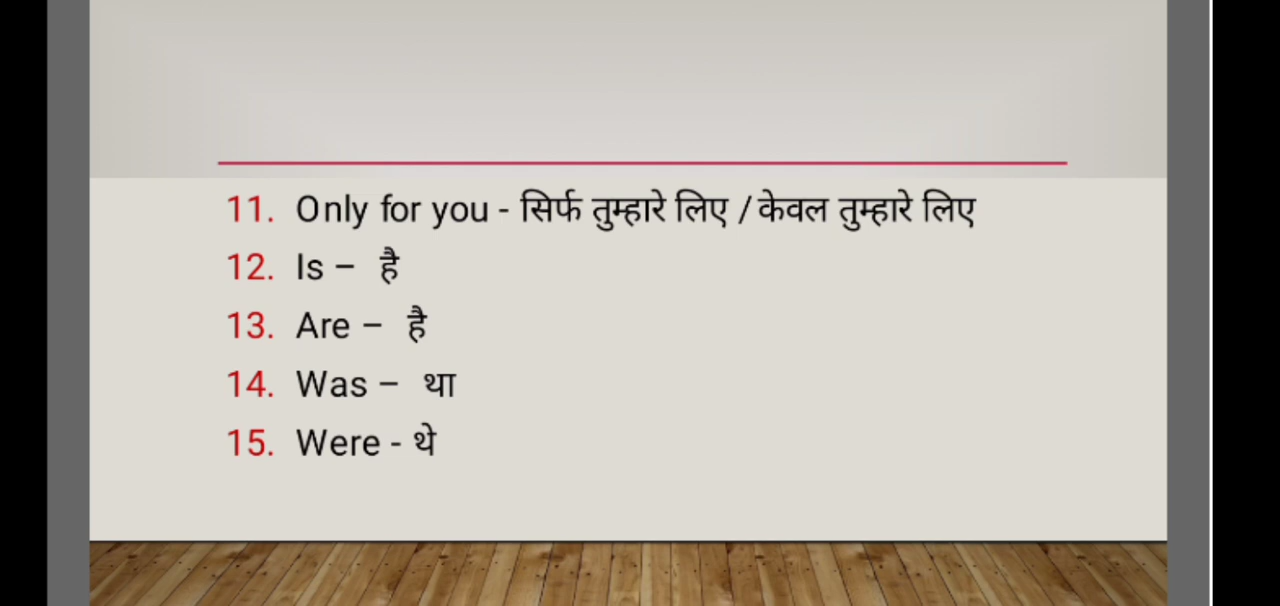 11. Only for you - सिर्फ तुम्हारे लिए / केवल तुम्हारे लिए
12. Is – है
13. Are – है
14. Was – था
15. Were - थे